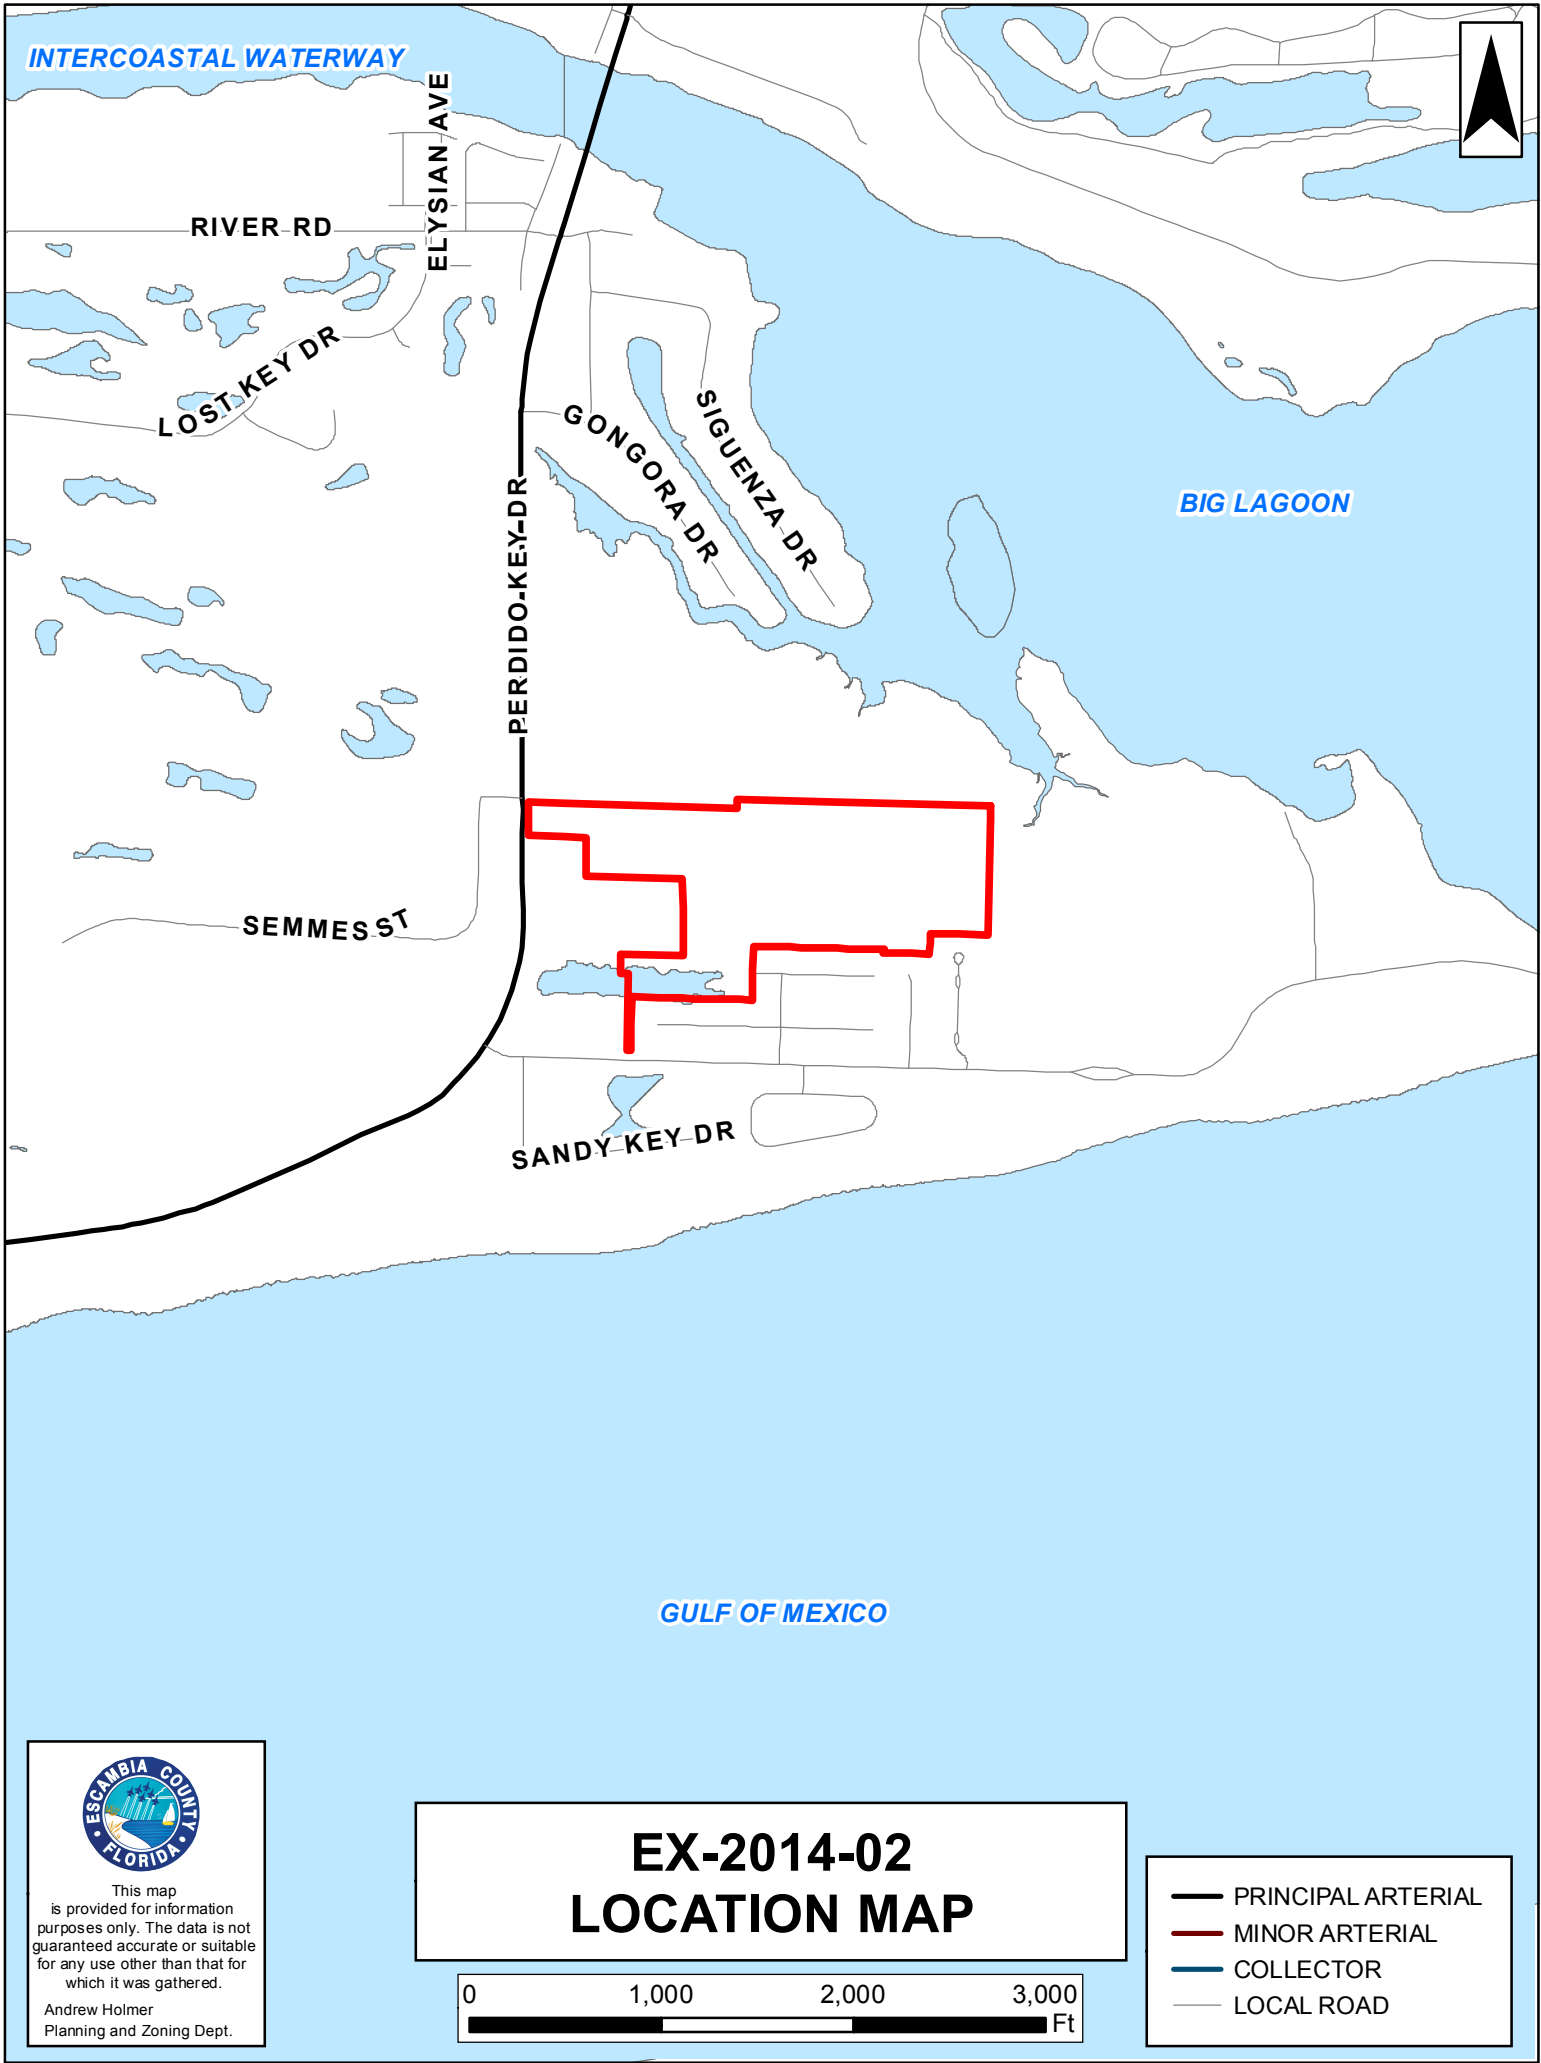 INTERCOASTAL WATERWAY
ELYSIAN AVE
RIVER RD
LOST KEY DR
GONGORA DR
SIGUENZA DR
BIG LAGOON
PERDIDO KEY DR
SEMMES ST
SANDY KEY DR
GULF OF MEXICO
ESCAMBIA COUNTY
FLORIDA
This map
is provided for information
purposes only. The data is not
guaranteed accurate or suitable
for any use other than that for
which it was gathered.
Andrew Holmer
Planning and Zoning Dept.
EX-2014-02
LOCATION MAP
0 1,000 2,000 3,000
Ft
PRINCIPAL ARTERIAL
MINOR ARTERIAL
COLLECTOR
LOCAL ROAD